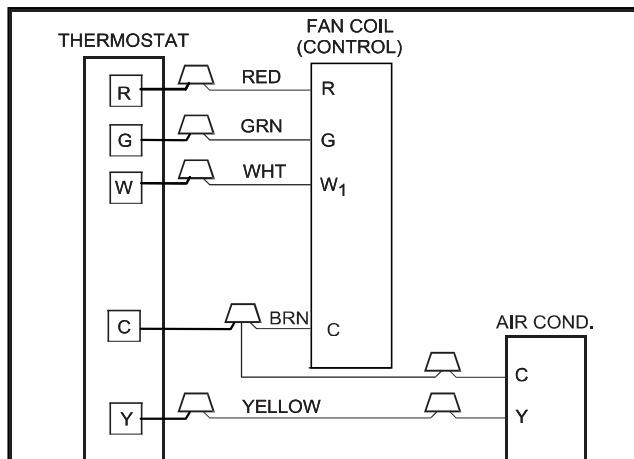 FAN COIL
(CONTROL)
THERMOSTAT
R RED R
G GRN G
W WHT W1
C BRN C
AIR COND.
C
Y YELLOW Y